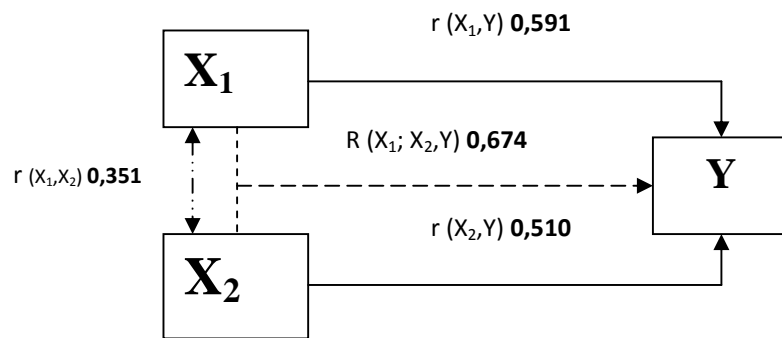 r (X₁,Y) 0,591
X₁
R (X₁; X₂,Y) 0,674
r (X₁,X₂) 0,351
Y
r (X₂,Y) 0,510
X₂